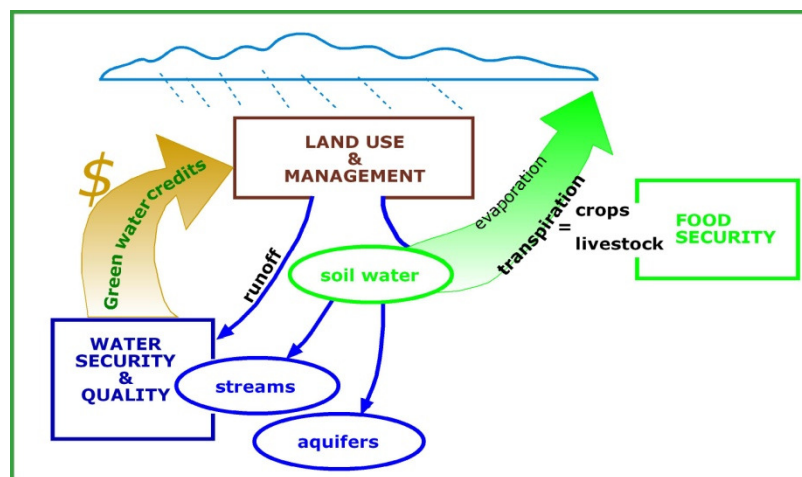 LAND USE
&
MANAGEMENT
$
Green water credits
evaporation
transpiration
=
crops
livestock
FOOD
SECURITY
runoff
soil water
WATER
SECURITY
&
QUALITY
streams
aquifers